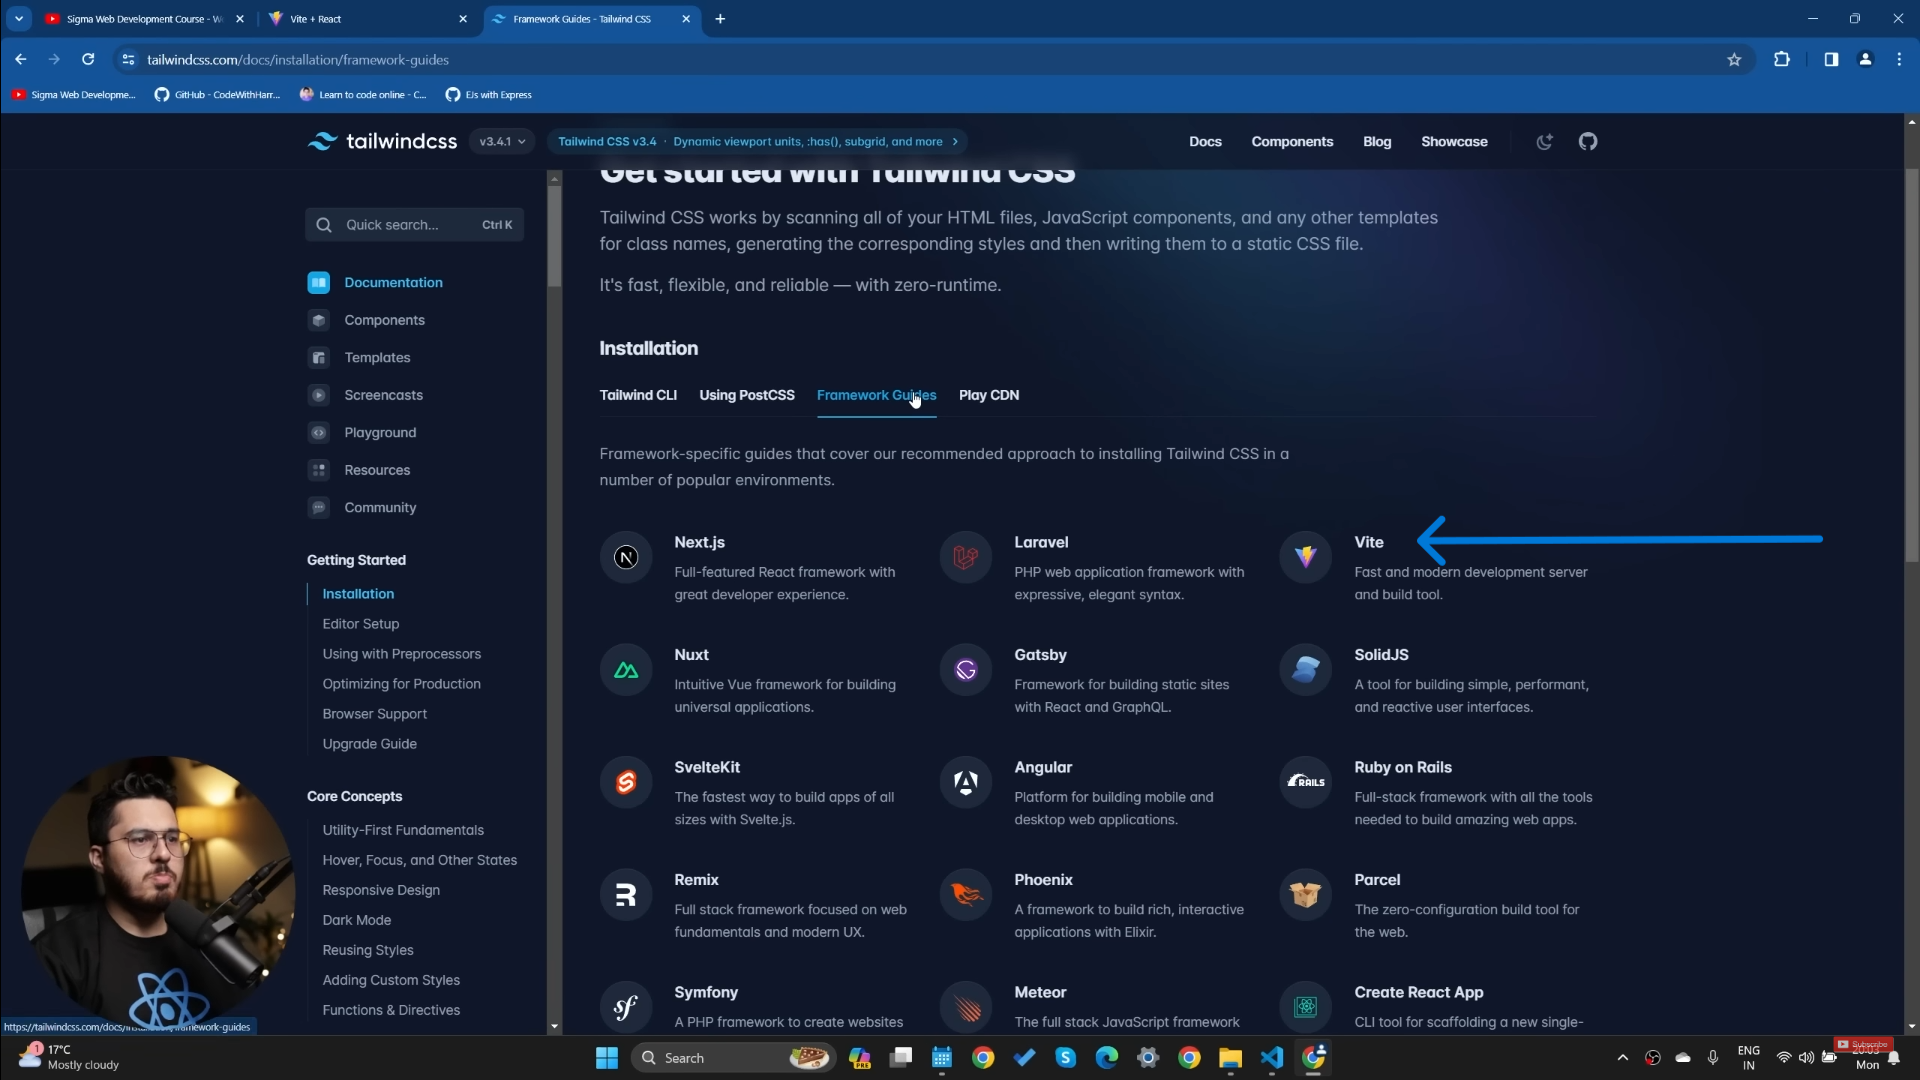 Sigma Web Development Course - W
Vite + React
Framework Guides - Tailwind CSS
tailwindcss.com/docs/installation/framework-guides
Sigma Web Developme...
GitHub - CodeWithHarr...
Learn to code online - C...
EJs with Express
tailwindcss
v3.4.1
Tailwind CSS v3.4 · Dynamic viewport units, :has(), subgrid, and more
Docs
Components
Blog
Showcase
Quick search...
Ctrl K
Documentation
Components
Templates
Screencasts
Playground
Resources
Community
Getting Started
Installation
Editor Setup
Using with Preprocessors
Optimizing for Production
Browser Support
Upgrade Guide
Core Concepts
Utility-First Fundamentals
Hover, Focus, and Other States
Responsive Design
Dark Mode
Reusing Styles
Adding Custom Styles
Functions & Directives
Get started with Tailwind CSS
Tailwind CSS works by scanning all of your HTML files, JavaScript components, and any other templates
for class names, generating the corresponding styles and then writing them to a static CSS file.
It's fast, flexible, and reliable — with zero-runtime.
Installation
Tailwind CLI
Using PostCSS
Framework Guides
Play CDN
Framework-specific guides that cover our recommended approach to installing Tailwind CSS in a
number of popular environments.
Next.js
Full-featured React framework with
great developer experience.
Laravel
PHP web application framework with
expressive, elegant syntax.
Vite
Fast and modern development server
and build tool.
Nuxt
Intuitive Vue framework for building
universal applications.
Gatsby
Framework for building static sites
with React and GraphQL.
SolidJS
A tool for building simple, performant,
and reactive user interfaces.
SvelteKit
The fastest way to build apps of all
sizes with Svelte.js.
Angular
Platform for building mobile and
desktop web applications.
RAILS
Ruby on Rails
Full-stack framework with all the tools
needed to build amazing web apps.
Remix
Full stack framework focused on web
fundamentals and modern UX.
Phoenix
A framework to build rich, interactive
applications with Elixir.
Parcel
The zero-configuration build tool for
the web.
Symfony
A PHP framework to create websites
Meteor
The full stack JavaScript framework
Create React App
CLI tool for scaffolding a new single-
1
17°C
Mostly cloudy
Search
PRE
ENG
IN
Subscribe
Mon